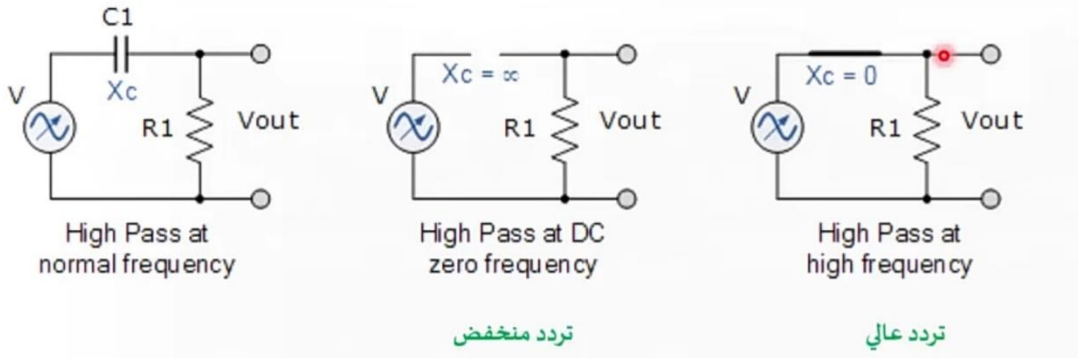 C1
V
Xc
R1
Vout
High Pass at
normal frequency
Xc = ∞
V
R1
Vout
High Pass at DC
zero frequency
تردد منخفض
Xc = 0
V
R1
Vout
High Pass at
high frequency
تردد عالي